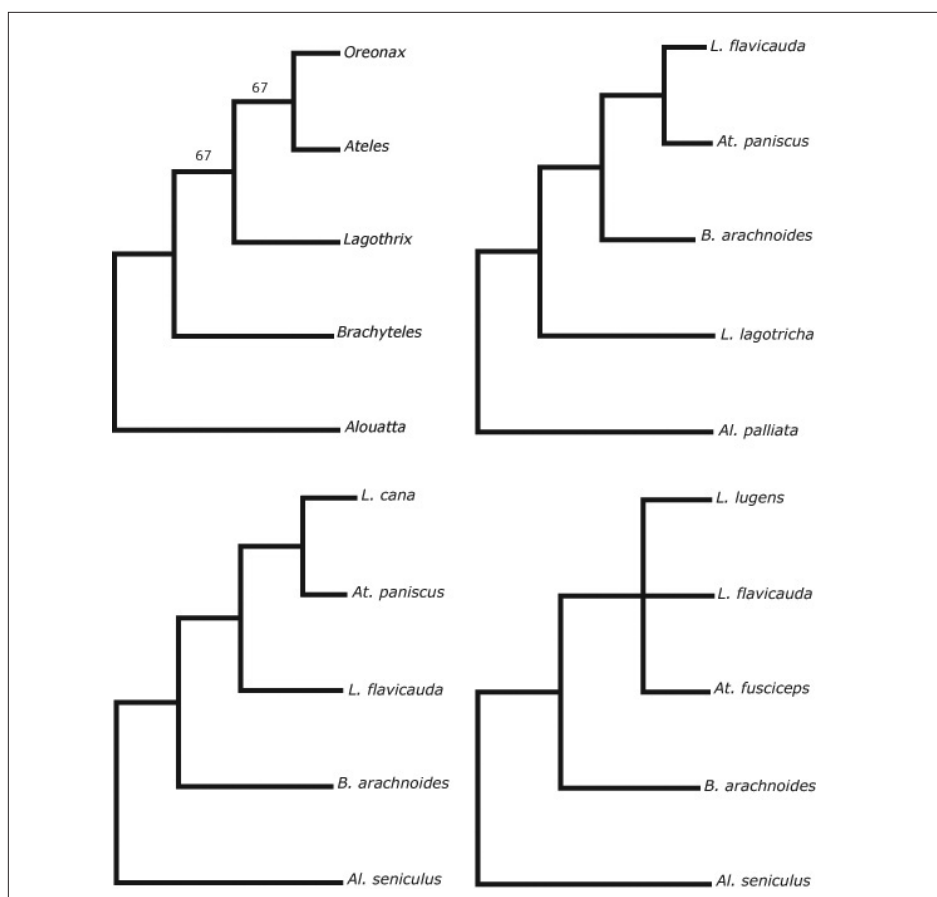 Oreonax
67
Ateles
67
Lagothrix
Brachyteles
Alouatta
L. flavicauda
At. paniscus
B. arachnoides
L. lagotricha
Al. palliata
L. cana
At. paniscus
L. flavicauda
B. arachnoides
Al. seniculus
L. lugens
L. flavicauda
At. fusciceps
B. arachnoides
Al. seniculus